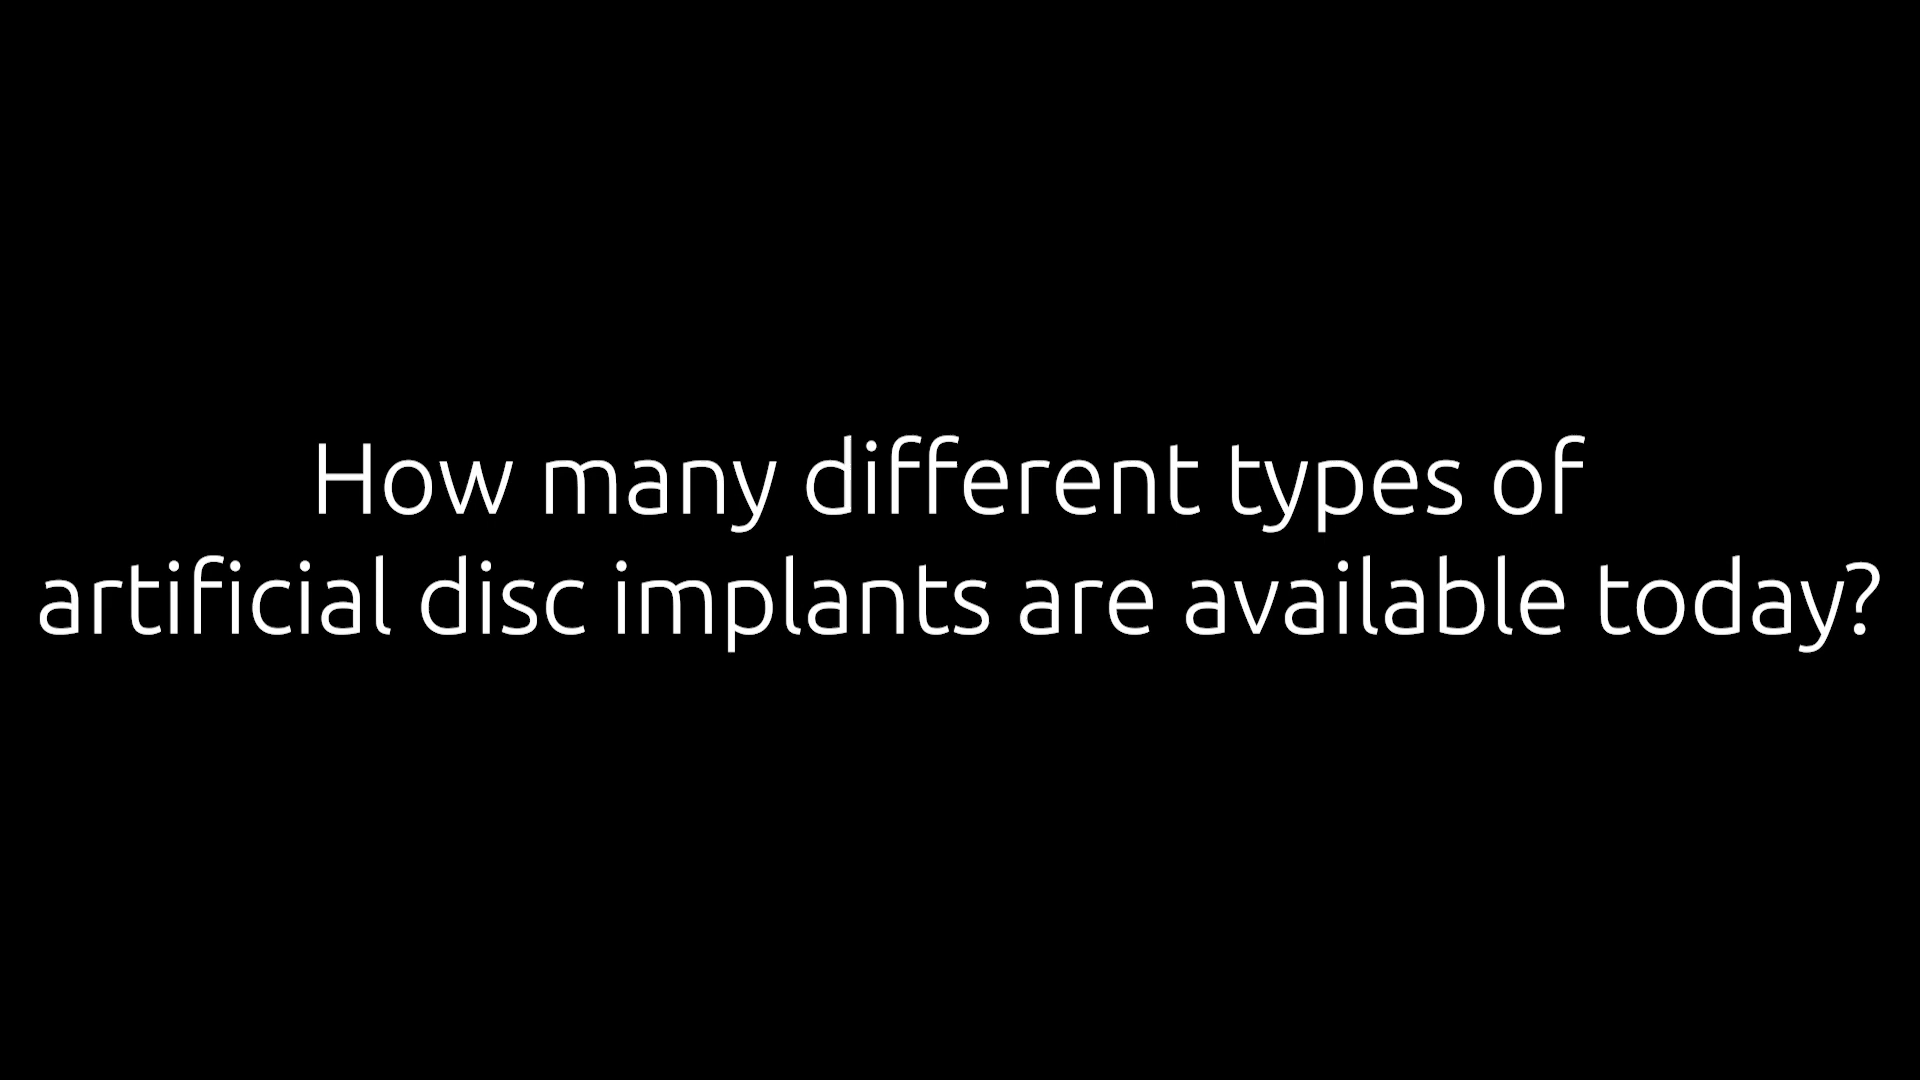 How many different types of
artificial disc implants are available today?